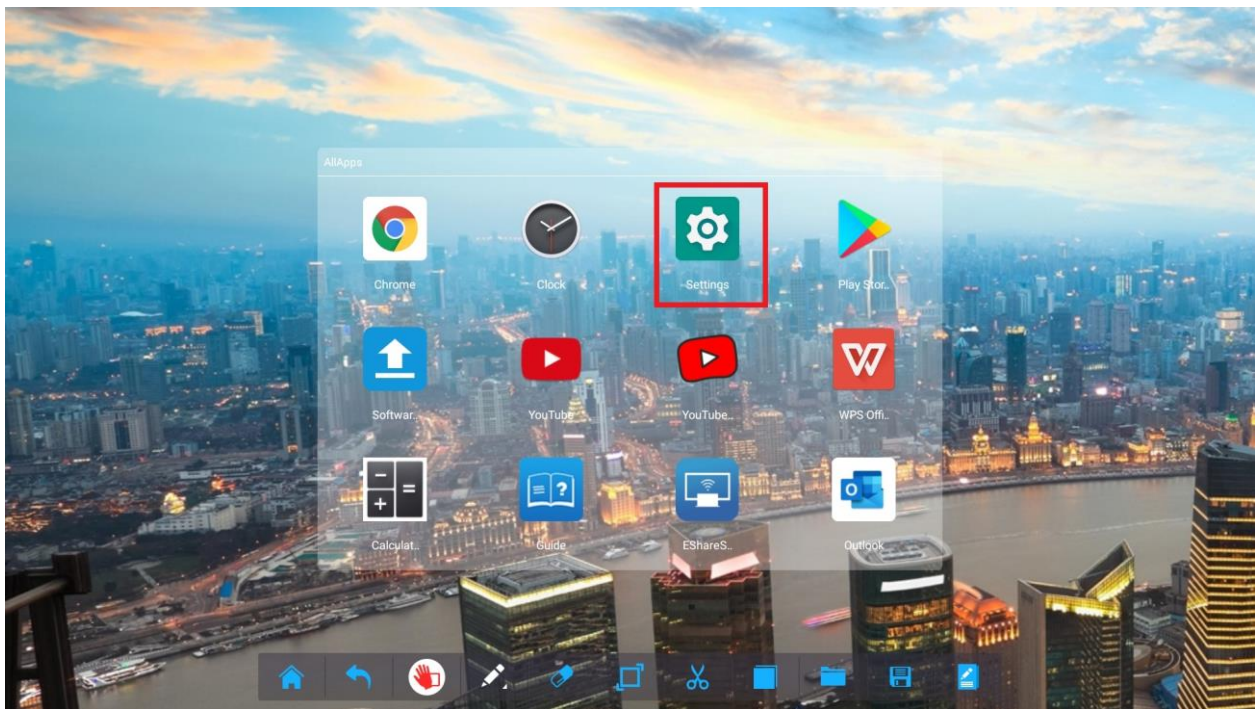 AllApps
Chrome
Clock
Settings
Play Stor..
Softwar..
YouTube
YouTube..
WPS Offi..
Calculat..
Guide
EShareS..
Outlook